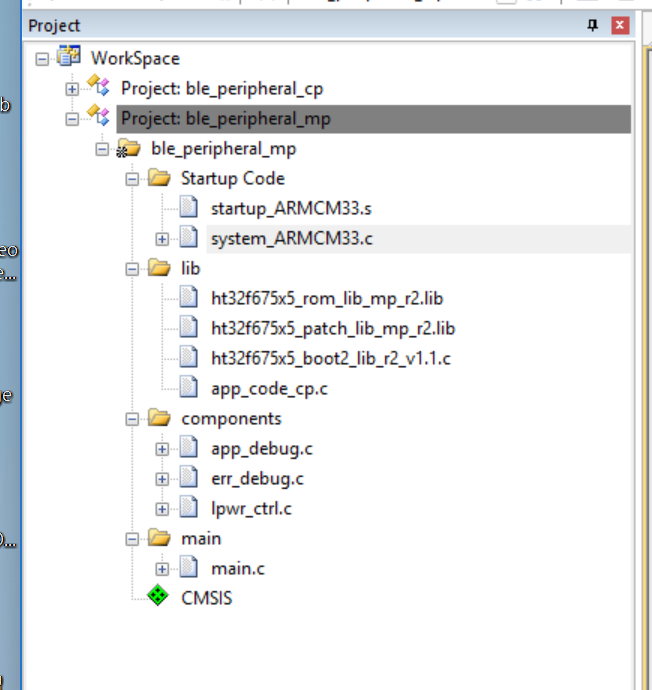 Project
WorkSpace
Project: ble_peripheral_cp
Project: ble_peripheral_mp
ble_peripheral_mp
Startup Code
startup_ARMCM33.s
system_ARMCM33.c
lib
ht32f675x5_rom_lib_mp_r2.lib
ht32f675x5_patch_lib_mp_r2.lib
ht32f675x5_boot2_lib_r2_v1.1.c
app_code_cp.c
components
app_debug.c
err_debug.c
lpwr_ctrl.c
main
main.c
CMSIS